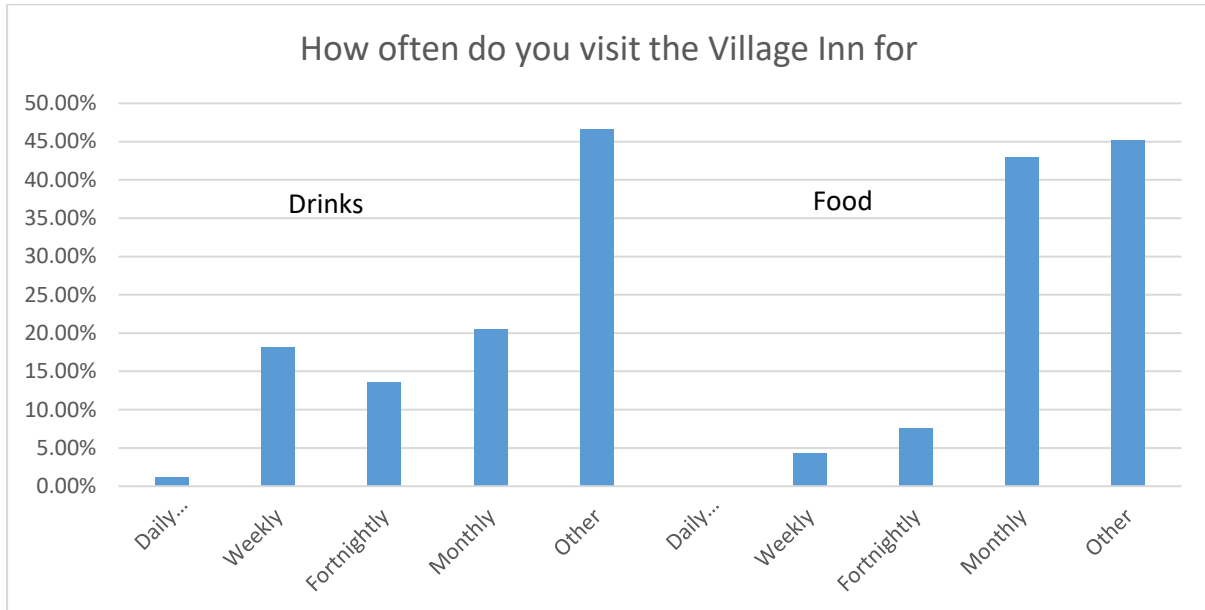 How often do you visit the Village Inn for
50.00%
45.00%
40.00%
35.00%
30.00%
25.00%
20.00%
15.00%
10.00%
5.00%
0.00%
Drinks
Food
Daily...
Weekly
Fortnightly
Monthly
Other
Daily...
Weekly
Fortnightly
Monthly
Other